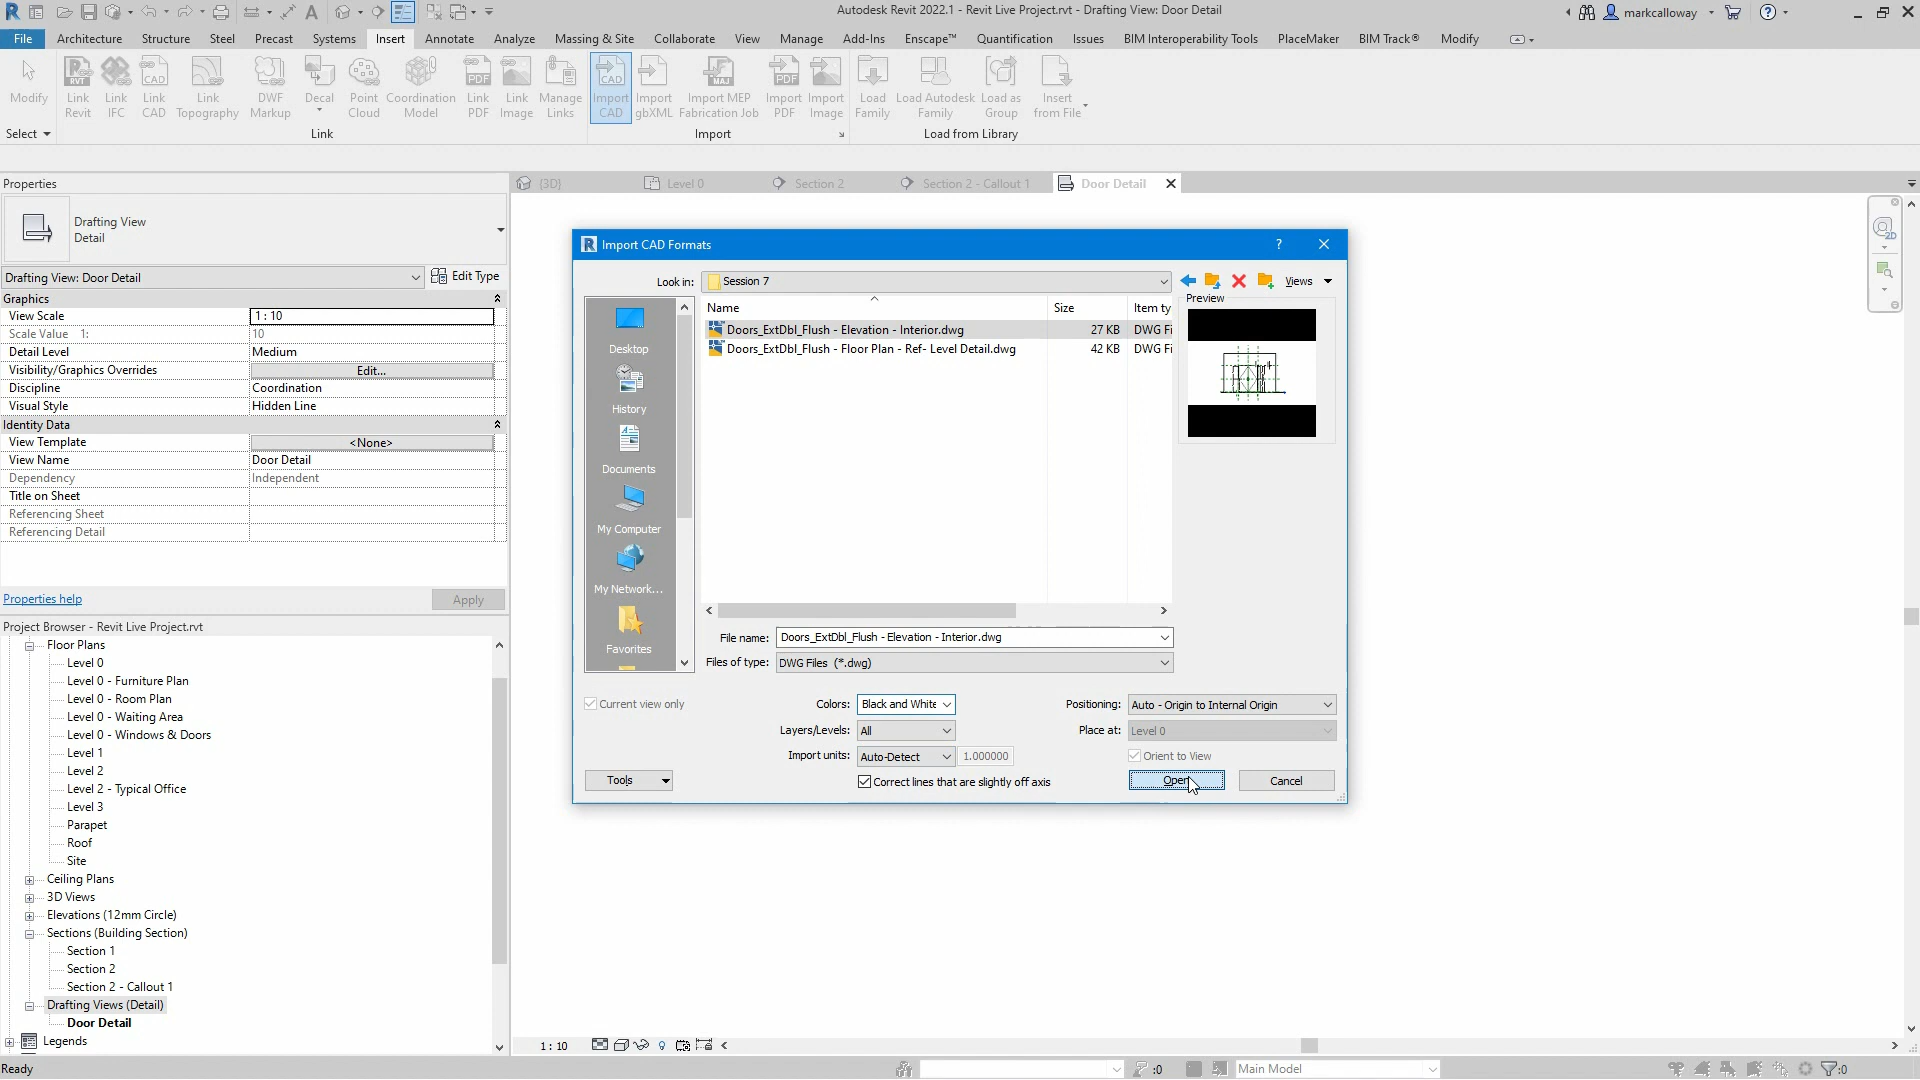 Autodesk Revit 2022.1 - Revit Live Project.rvt - Drafting View: Door Detail
markcalloway
File Architecture Structure Steel Precast Systems Insert Annotate Analyze Massing & Site Collaborate View Manage Add-Ins Enscape™ Quantification Issues BIM Interoperability Tools PlaceMaker BIM Track® Modify
Modify
Link Revit
Link IFC
Link CAD
Link Topography
DWF Markup
Decal
Point Cloud
Coordination Model
Link PDF
Link Image
Manage Links
Import CAD
Import gbXML
Import MEP Fabrication Job
Import PDF
Import Image
Load Family
Load Autodesk Family
Load as Group
Insert from File
Select
Link
Import
Load from Library
Properties
{3D}
Level 0
Section 2
Section 2 - Callout 1
Door Detail
Drafting View
Detail
Drafting View: Door Detail
Edit Type
Graphics
View Scale 1 : 10
Scale Value 1: 10
Detail Level Medium
Visibility/Graphics Overrides Edit...
Discipline Coordination
Visual Style Hidden Line
Identity Data
View Template <None>
View Name Door Detail
Dependency Independent
Title on Sheet
Referencing Sheet
Referencing Detail
Properties help
Apply
Project Browser - Revit Live Project.rvt
Floor Plans
Level 0
Level 0 - Furniture Plan
Level 0 - Room Plan
Level 0 - Waiting Area
Level 0 - Windows & Doors
Level 1
Level 2
Level 2 - Typical Office
Level 3
Parapet
Roof
Site
Ceiling Plans
3D Views
Elevations (12mm Circle)
Sections (Building Section)
Section 1
Section 2
Section 2 - Callout 1
Drafting Views (Detail)
Door Detail
Legends
Import CAD Formats
Look in: Session 7
Views
Name Size Item ty
Doors_ExtDbl_Flush - Elevation - Interior.dwg 27 KB DWG Fi
Doors_ExtDbl_Flush - Floor Plan - Ref- Level Detail.dwg 42 KB DWG Fi
Preview
Desktop
History
Documents
My Computer
My Network...
Favorites
File name: Doors_ExtDbl_Flush - Elevation - Interior.dwg
Files of type: DWG Files (*.dwg)
Current view only
Colors: Black and White
Positioning: Auto - Origin to Internal Origin
Layers/Levels: All
Place at: Level 0
Import units: Auto-Detect 1.000000
Orient to View
Tools
Correct lines that are slightly off axis
Open
Cancel
1 : 10
Ready
:0
Main Model
:0